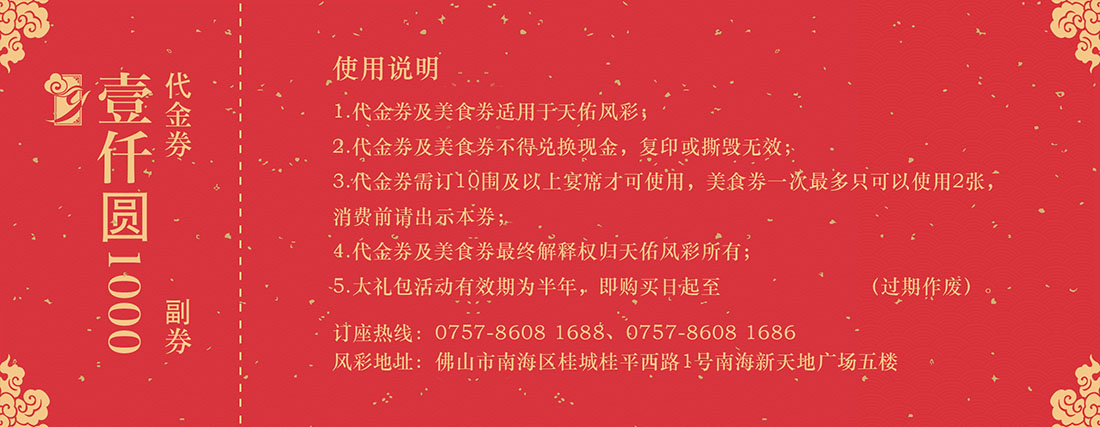 代金券
壹仟圆1000
副券
使用说明
1.代金券及美食券适用于天佑风彩；
2.代金券及美食券不得兑换现金，复印或撕毁无效；
3.代金券需订10围及以上宴席才可使用，美食券一次最多只可以使用2张，
消费前请出示本券；
4.代金券及美食券最终解释权归天佑风彩所有；
5.大礼包活动有效期为半年，即购买日起至 （过期作废）。
订座热线：0757-8608 1688、0757-8608 1686
风彩地址：佛山市南海区桂城桂平西路1号南海新天地广场五楼